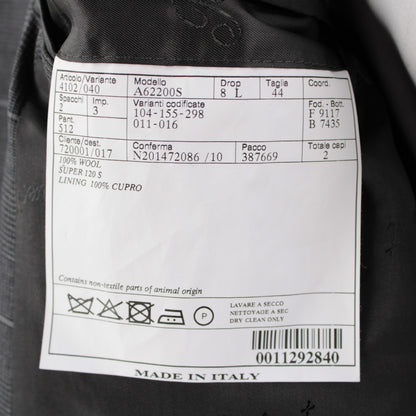 Articolo/Variante Modello Drop Taglia Coord.
4102/040 A62200S 8 L 44
Spacchi Imp. Varianti codificate Fod. - Bott.
2 3 104-155-298 F 9117
Pant. 011-016 B 7435
512
Cliente/dest. Conferma Pacco Totale capi
720001/017 N201472086 /10 387669 2
100% WOOL
SUPER 120 S
LINING 100% CUPRO
Contains non-textile parts of animal origin
P
LAVARE A SECCO
NETTOYAGE A SEC
DRY CLEAN ONLY
0011292840
MADE IN ITALY